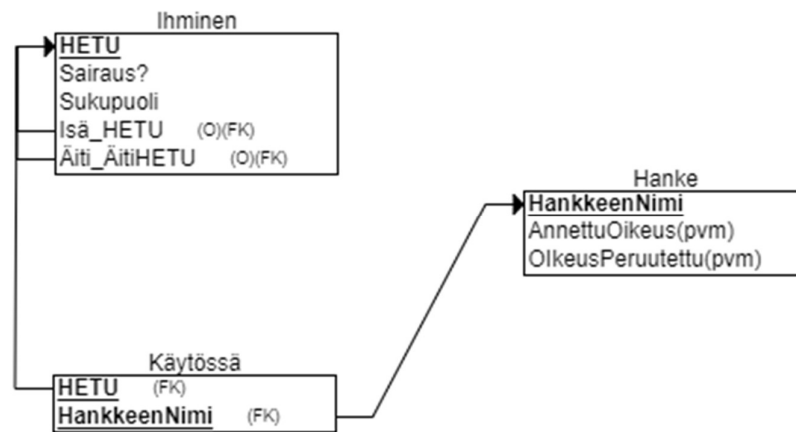 Ihminen
HETU
Sairaus?
Sukupuoli
Isä_HETU (O)(FK)
Äiti_ÄitiHETU (O)(FK)
Hanke
HankkeenNimi
AnnettuOikeus(pvm)
OIkeusPeruutettu(pvm)
Käytössä
HETU (FK)
HankkeenNimi (FK)